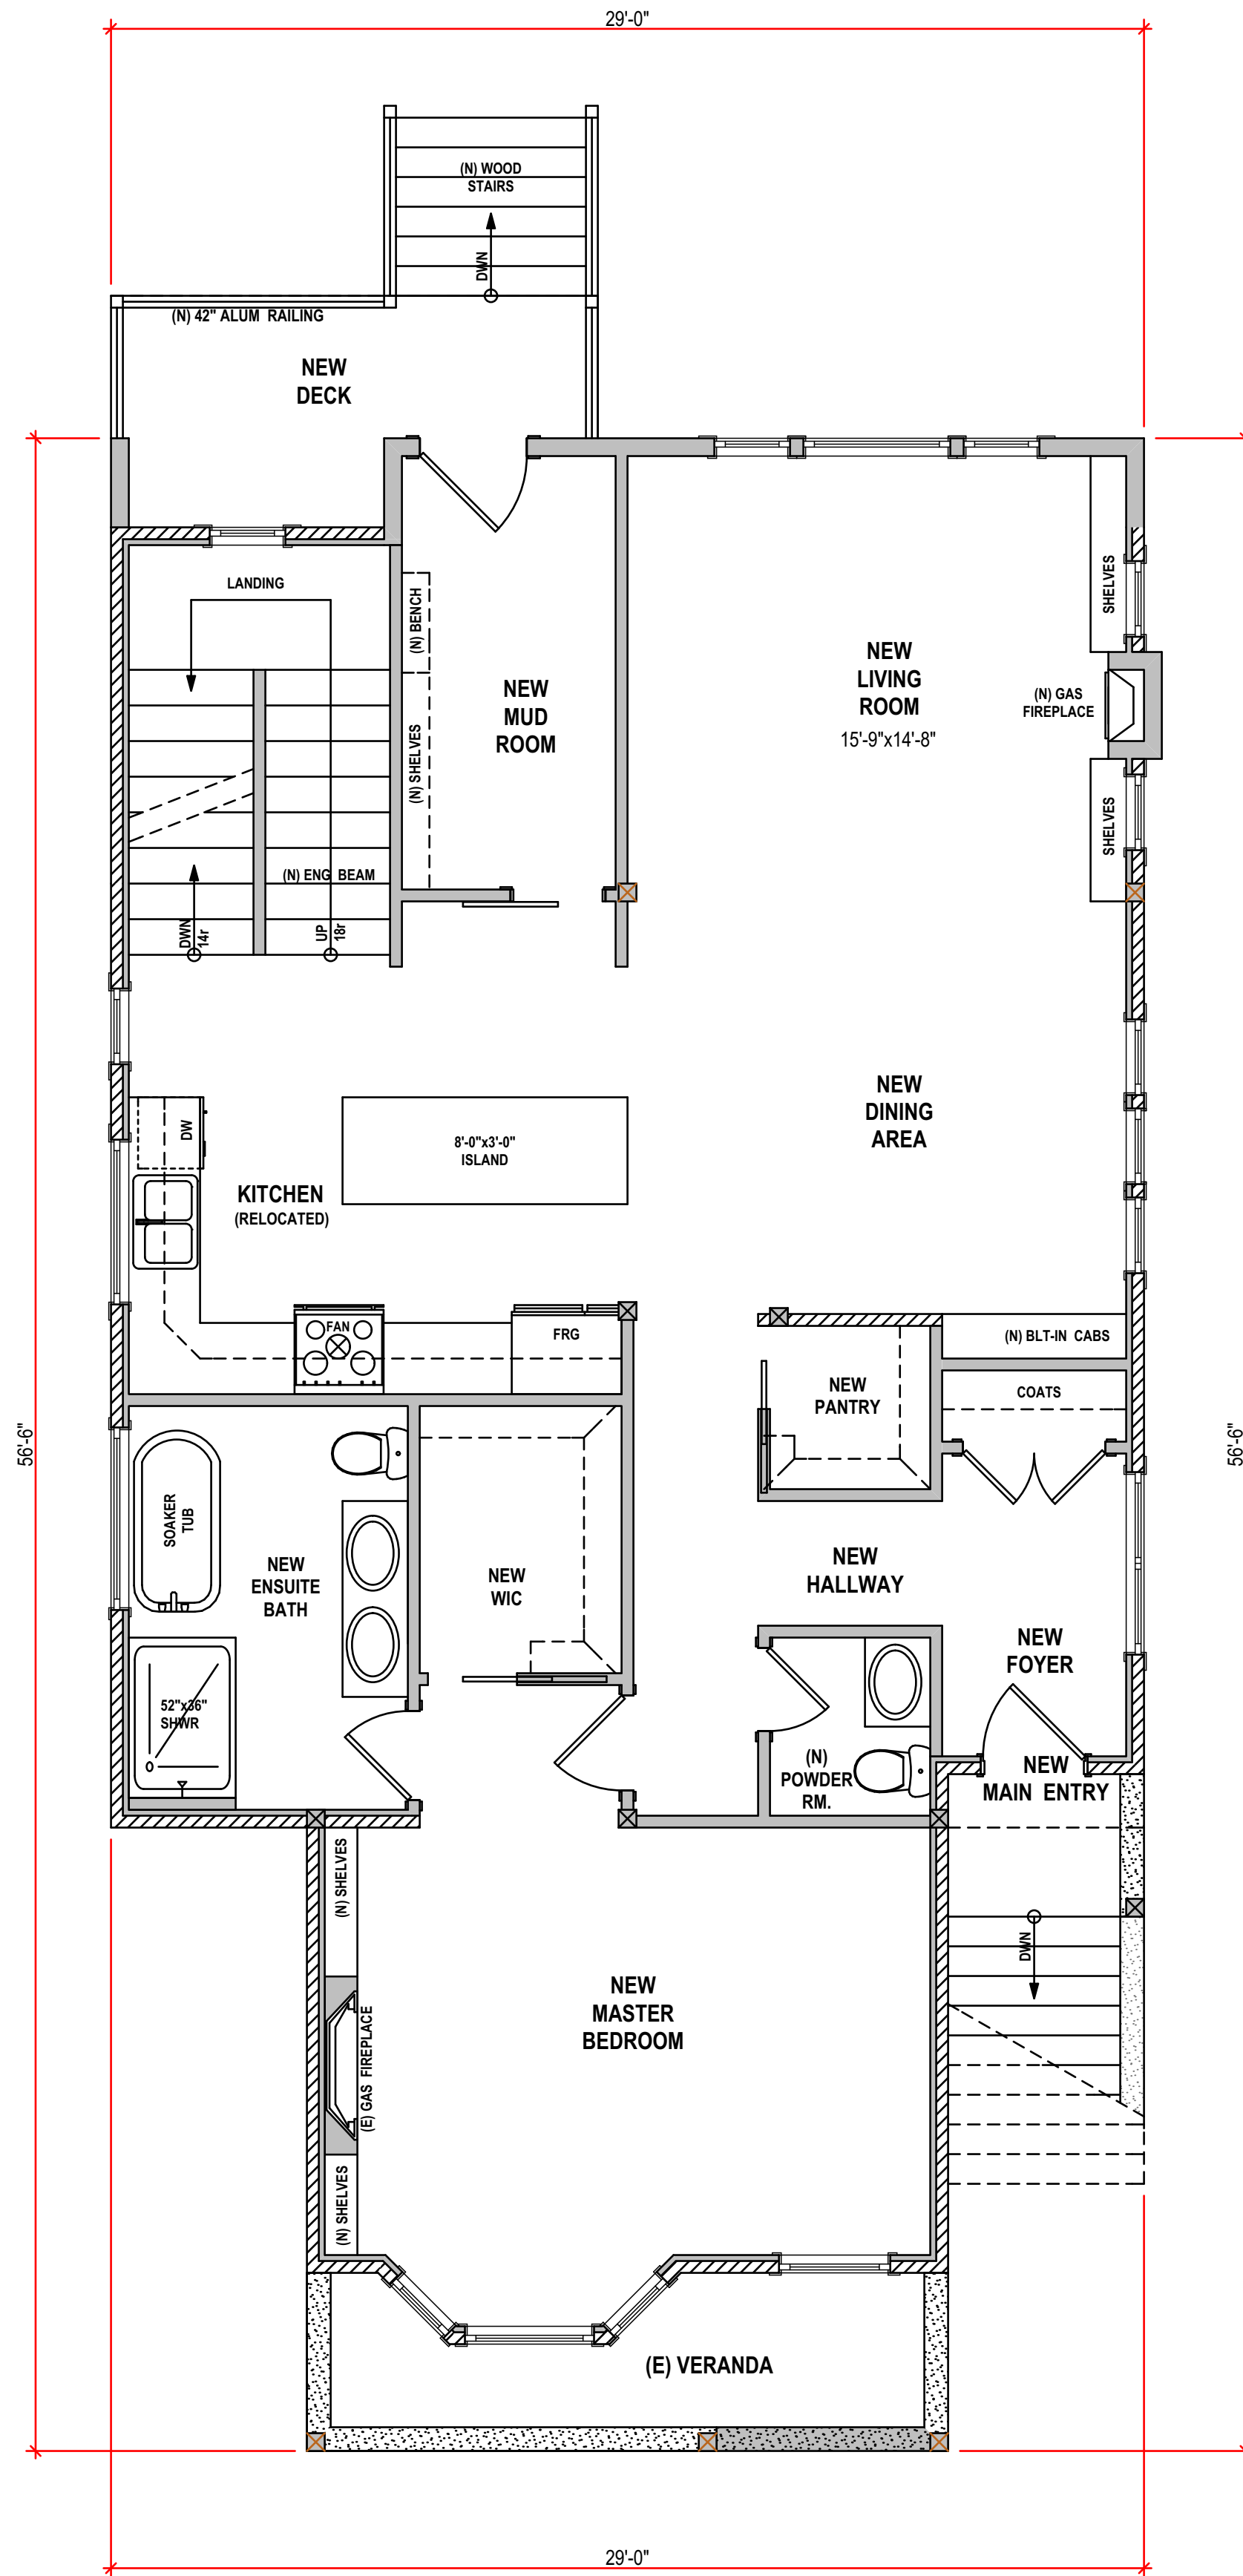 29'-0"
(N) WOOD
STAIRS
DWN
(N) 42" ALUM RAILING
NEW
DECK
LANDING
(N) BENCH
(N) SHELVES
NEW
MUD
ROOM
NEW
LIVING
ROOM
15'-9"x14'-8"
SHELVES
(N) GAS
FIREPLACE
SHELVES
(N) ENG BEAM
DWN
14r
UP
18r
NEW
DINING
AREA
DW
8'-0"x3'-0"
ISLAND
KITCHEN
(RELOCATED)
FAN
FRG
(N) BLT-IN CABS
NEW
PANTRY
COATS
56'-6"
56'-6"
SOAKER
TUB
NEW
ENSUITE
BATH
NEW
WIC
NEW
HALLWAY
NEW
FOYER
52"x36"
SHWR
(N)
POWDER
RM.
NEW
MAIN ENTRY
(N) SHELVES
DWN
NEW
MASTER
BEDROOM
(E) GAS FIREPLACE
(N) SHELVES
(E) VERANDA
29'-0"